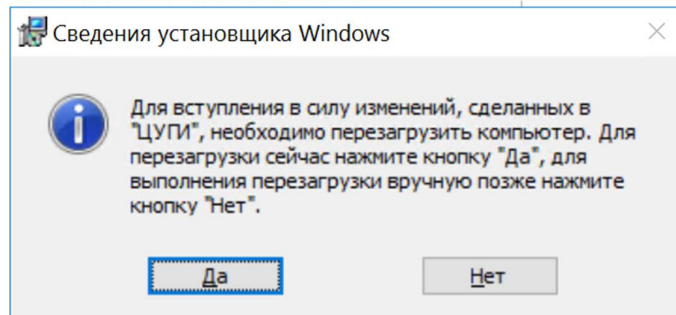 Сведения установщика Windows
Для вступления в силу изменений, сделанных в
"ЦУГИ", необходимо перезагрузить компьютер. Для
перезагрузки сейчас нажмите кнопку "Да", для
выполнения перезагрузки вручную позже нажмите
кнопку "Нет".
Да
Нет